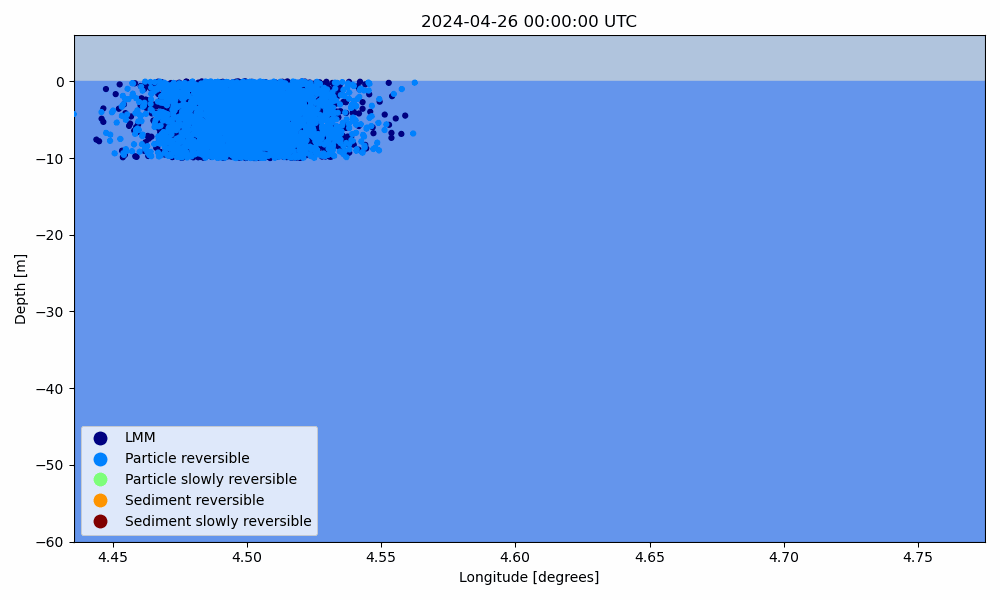 2024-04-26 00:00:00 UTC
0
−10
−20
−30
−40
−50
−60
Depth [m]
LMM
Particle reversible
Particle slowly reversible
Sediment reversible
Sediment slowly reversible
4.45 4.50 4.55 4.60 4.65 4.70 4.75
Longitude [degrees]